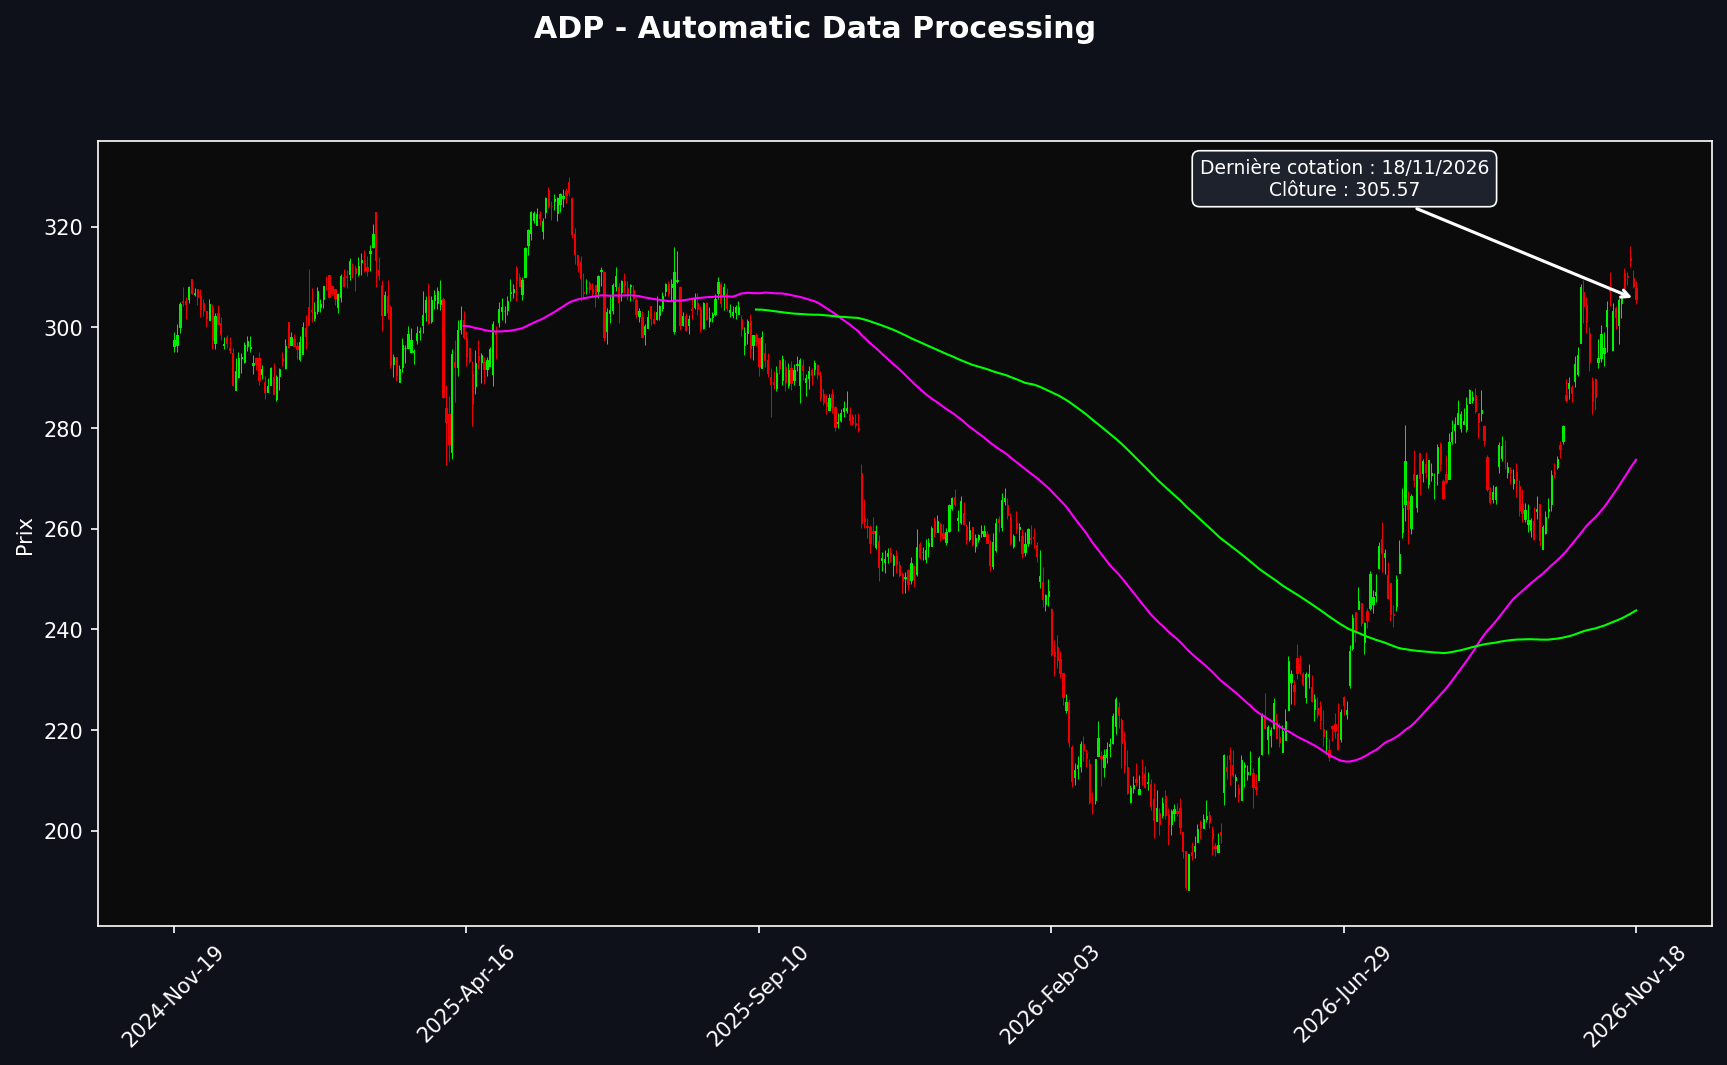 ADP - Automatic Data Processing
Dernière cotation : 18/11/2026
Clôture : 305.57
Prix
320
300
280
260
240
220
200
2024-Nov-19
2025-Apr-16
2025-Sep-10
2026-Feb-03
2026-Jun-29
2026-Nov-18